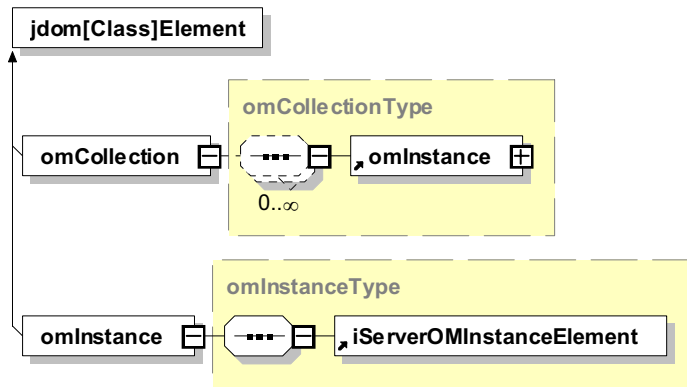 jdom[Class]Element
omCollectionType
omCollection
omInstance
0..∞
omInstanceType
omInstance
iServerOMInstanceElement